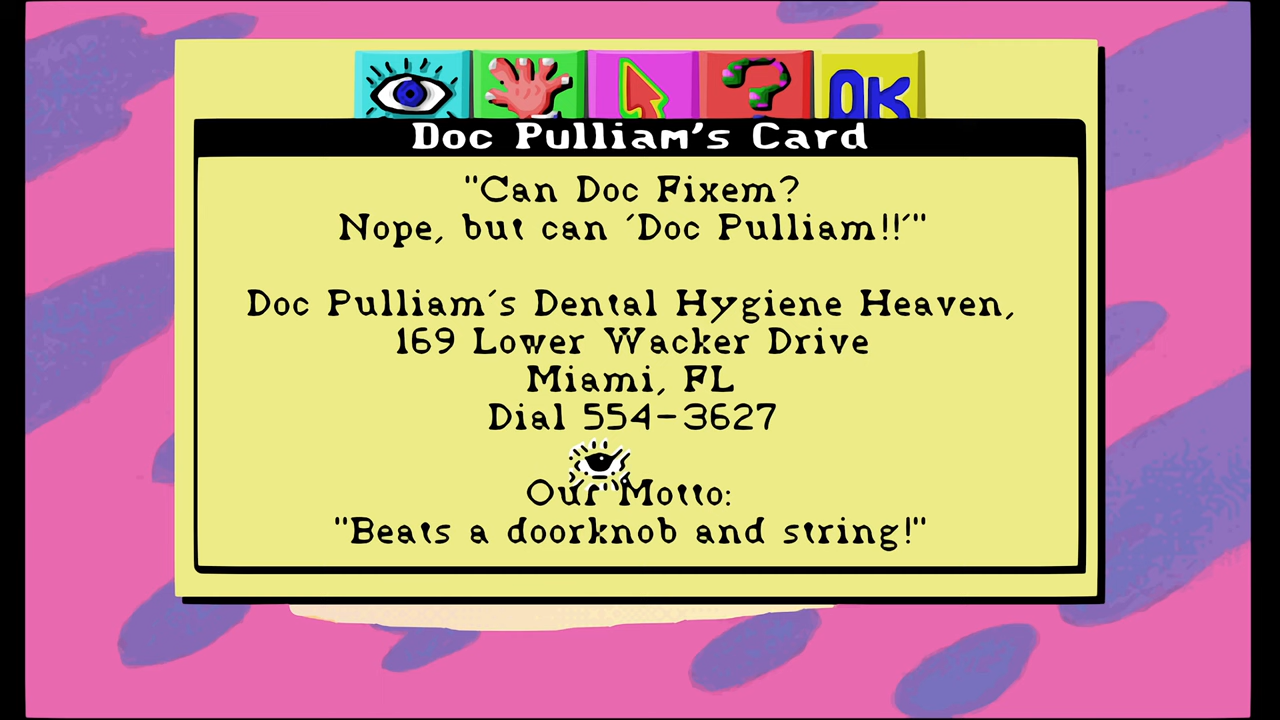 OK
Doc Pulliam's Card
"Can Doc Fixem?
Nope, but can 'Doc Pulliam!!'"
Doc Pulliam's Dental Hygiene Heaven,
169 Lower Wacker Drive
Miami, FL
Dial 554-3627
Our Motto:
"Beats a doorknob and string!"